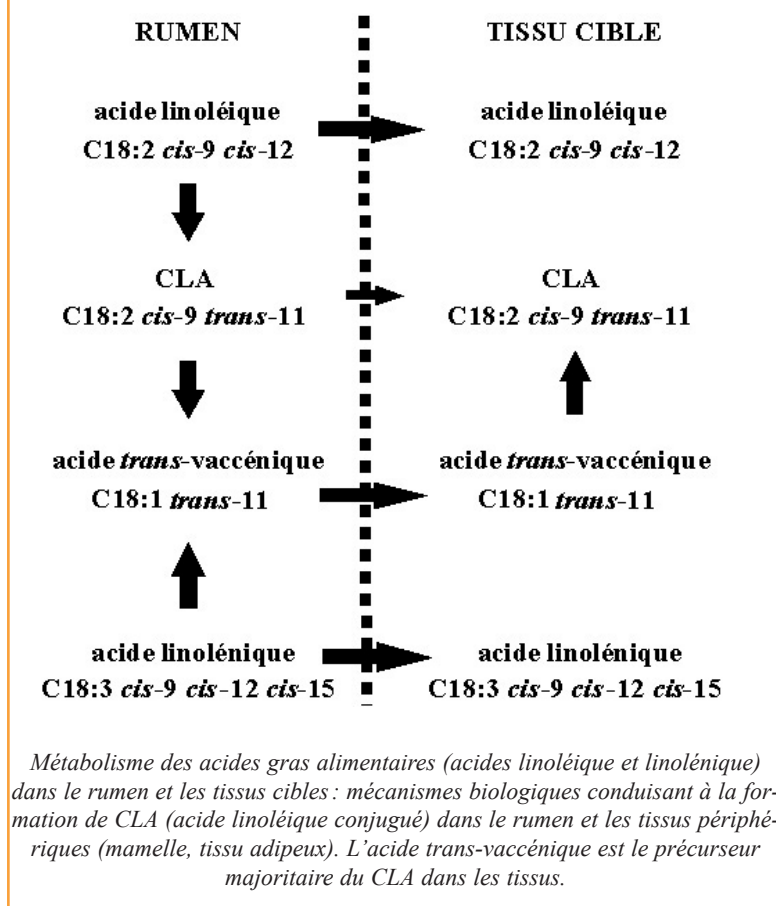 RUMEN TISSU CIBLE
acide linoléique acide linoléique
C18:2 cis-9 cis-12 C18:2 cis-9 cis-12
CLA CLA
C18:2 cis-9 trans-11 C18:2 cis-9 trans-11
acide trans-vaccénique acide trans-vaccénique
C18:1 trans-11 C18:1 trans-11
acide linolénique acide linolénique
C18:3 cis-9 cis-12 cis-15 C18:3 cis-9 cis-12 cis-15
Métabolisme des acides gras alimentaires (acides linoléique et linolénique)
dans le rumen et les tissus cibles : mécanismes biologiques conduisant à la for-
mation de CLA (acide linoléique conjugué) dans le rumen et les tissus périphé-
riques (mamelle, tissu adipeux). L'acide trans-vaccénique est le précurseur
majoritaire du CLA dans les tissus.